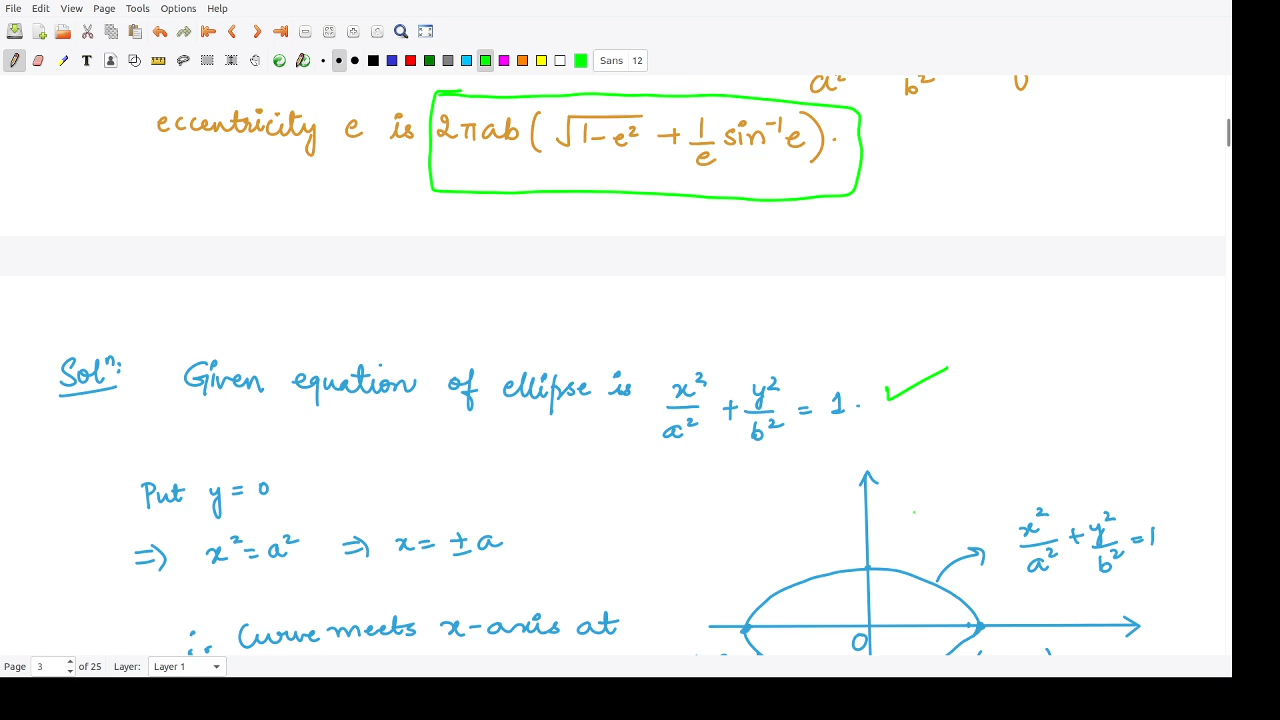 File Edit View Page Tools Options Help
T Sans 12
a² b²
eccentricity e is 2πab(√1-e² + 1/e sin⁻¹e).
Solⁿ: Given equation of ellipse is x²/a² + y²/b² = 1.
Put y = 0
⇒ x² = a² ⇒ x = ±a
x²/a² + y²/b² = 1
∴ Curve meets x-axis at
O
Page 3 of 25 Layer: Layer 1